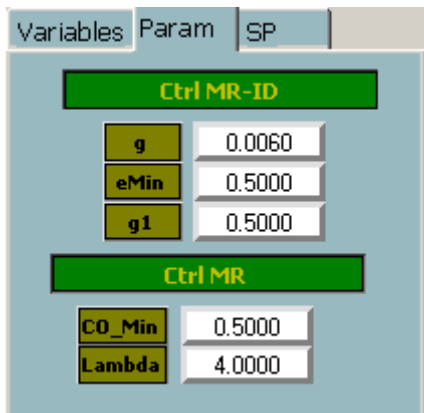 Variables Param SP
Ctrl MR-ID
g 0.0060
eMin 0.5000
g1 0.5000
Ctrl MR
CO_Min 0.5000
Lambda 4.0000